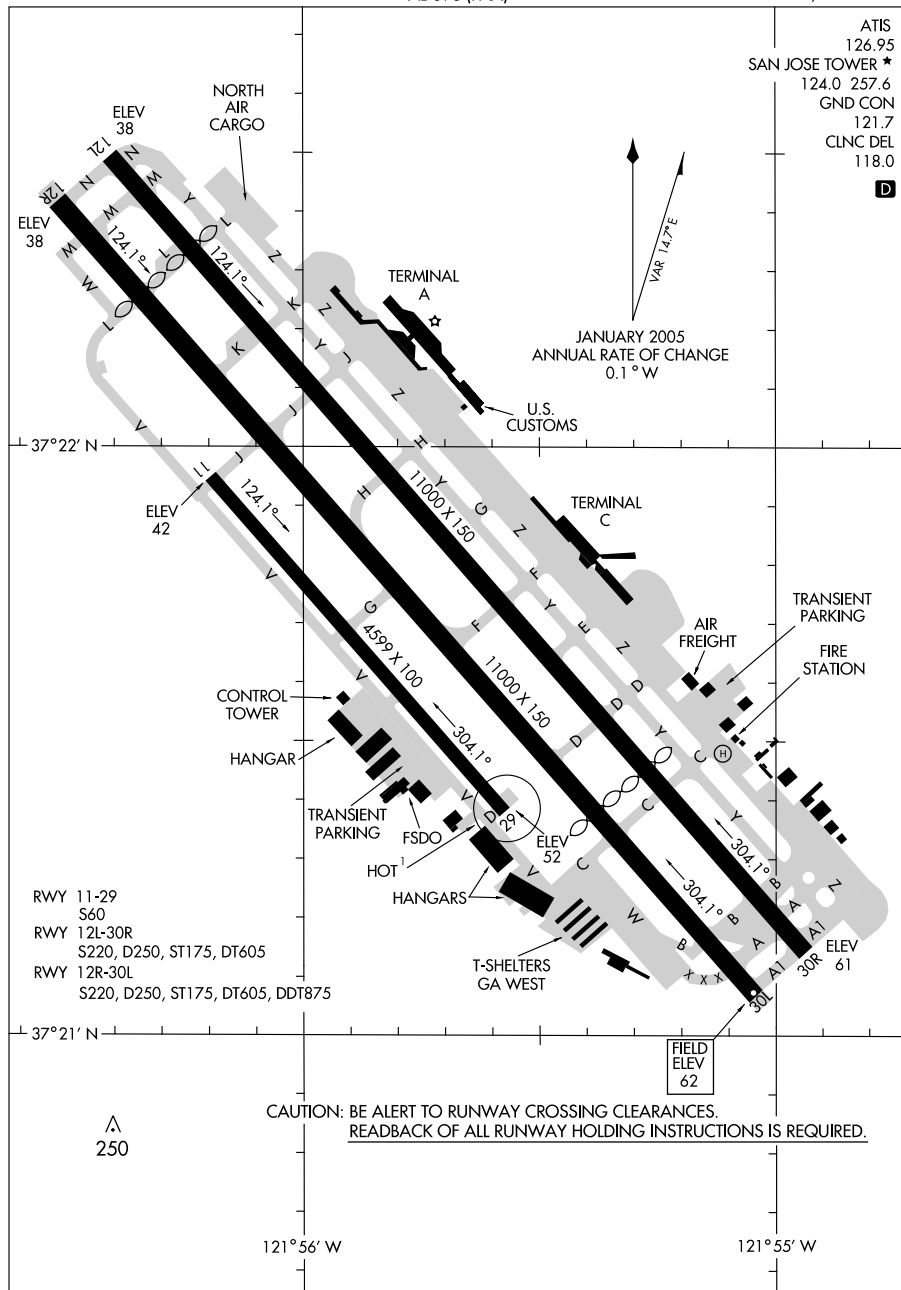 ATIS
126.95
SAN JOSE TOWER ★
124.0 257.6
GND CON
121.7
CLNC DEL
118.0
D
NORTH
AIR
CARGO
ELEV
38
12L
12R
ELEV
38
N
N
W
W
Y
W
W
W
L
L
L
Z
124.1°
124.1°
VAR 14.7° E
JANUARY 2005
ANNUAL RATE OF CHANGE
0.1° W
TERMINAL
A
U.S.
CUSTOMS
K
Z
Y
J
K
Z
J
H
V
37°22' N
J
11
ELEV
42
124.1°
H
Y
G
Z
11000 X 150
TERMINAL
C
F
Y
E
Z
F
V
G
4599 X 100
V
11000 X 150
D
D
D
Y
C
C
H
AIR
FREIGHT
TRANSIENT
PARKING
FIRE
STATION
CONTROL
TOWER
HANGAR
304.1°
TRANSIENT
PARKING
FSDO
V
D
29
ELEV
52
HOT 1
HANGARS
V
C
W
B
X X X
Y
304.1°
304.1°
B
B
A
A
Z
A1
A1
30R
ELEV
61
30L
RWY 11-29
S60
RWY 12L-30R
S220, D250, ST175, DT605
RWY 12R-30L
S220, D250, ST175, DT605, DDT875
T-SHELTERS
GA WEST
37°21' N
FIELD
ELEV
62
CAUTION: BE ALERT TO RUNWAY CROSSING CLEARANCES.
READBACK OF ALL RUNWAY HOLDING INSTRUCTIONS IS REQUIRED.
250
121°56' W
121°55' W